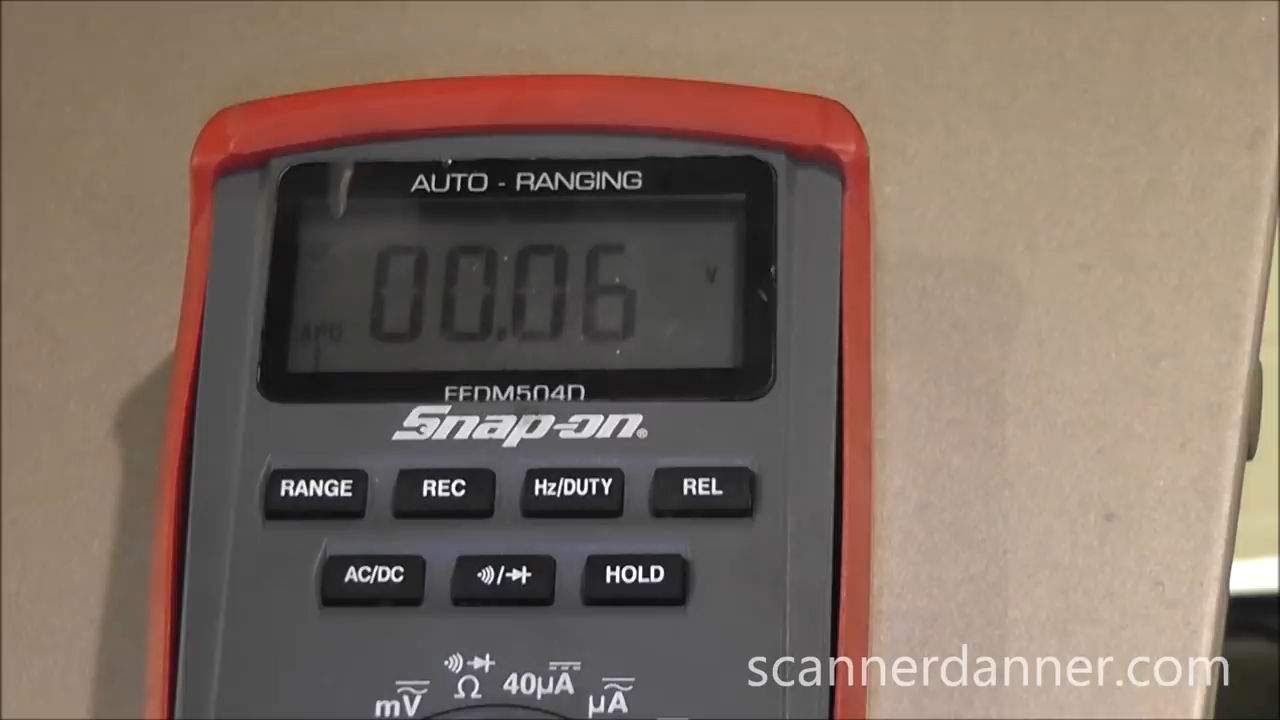 AUTO - RANGING
00.06 V
APO
EEDM504D
Snap-on®
RANGE REC Hz/DUTY REL
AC/DC HOLD
Ω 40µA
mV µA
scannerdanner.com